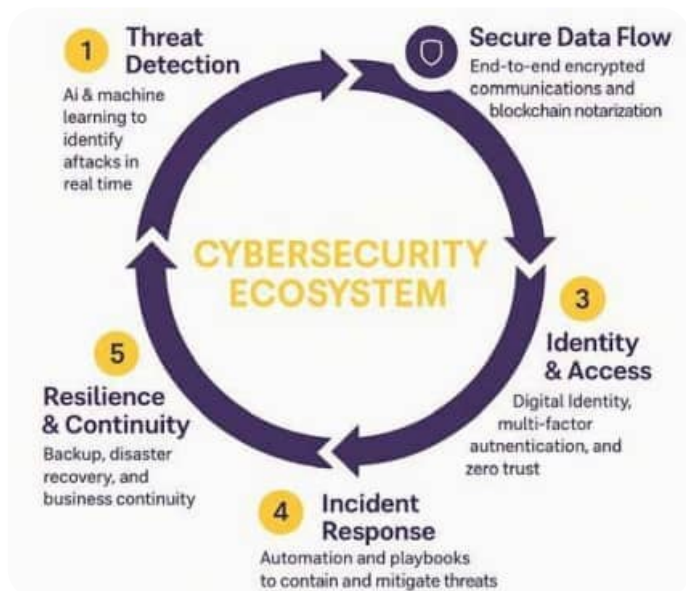 1
Threat
Detection
Ai & machine
learning to
identify
attacks in
real time
Secure Data Flow
End-to-end encrypted
communications and
blockchain notarization
CYBERSECURITY
ECOSYSTEM
3
Identity
& Access
Digital Identity,
multi-factor
autnentication, and
zero trust
4
Incident
Response
Automation and playbooks
to contain and mitigate threats
5
Resilience
& Continuity
Backup, disaster
recovery, and
business continuity